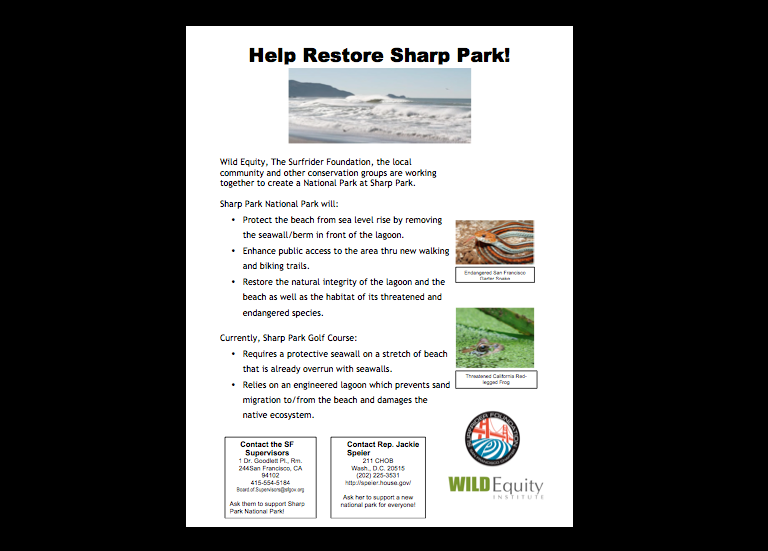 Help Restore Sharp Park!
Wild Equity, The Surfrider Foundation, the local
community and other conservation groups are working
together to create a National Park at Sharp Park.
Sharp Park National Park will:
• Protect the beach from sea level rise by removing
the seawall/berm in front of the lagoon.
• Enhance public access to the area thru new walking
and biking trails.
• Restore the natural integrity of the lagoon and the
beach as well as the habitat of its threatened and
endangered species.
Endangered San Francisco
Garter Snake
Currently, Sharp Park Golf Course:
• Requires a protective seawall on a stretch of beach
that is already overrun with seawalls.
• Relies on an engineered lagoon which prevents sand
migration to/from the beach and damages the
native ecosystem.
Threatened California Red-
legged Frog
Contact the SF
Supervisors
1 Dr. Goodlett Pl., Rm.
244San Francisco, CA
94102
415-554-5184
Board.of.Supervisors@sfgov.org
Ask them to support Sharp
Park National Park!
Contact Rep. Jackie
Speier
211 CHOB
Wash., D.C. 20515
(202) 225-3531
http://speier.house.gov/
Ask her to support a new
national park for everyone!
SURFRIDER FOUNDATION
WILD Equity
INSTITUTE